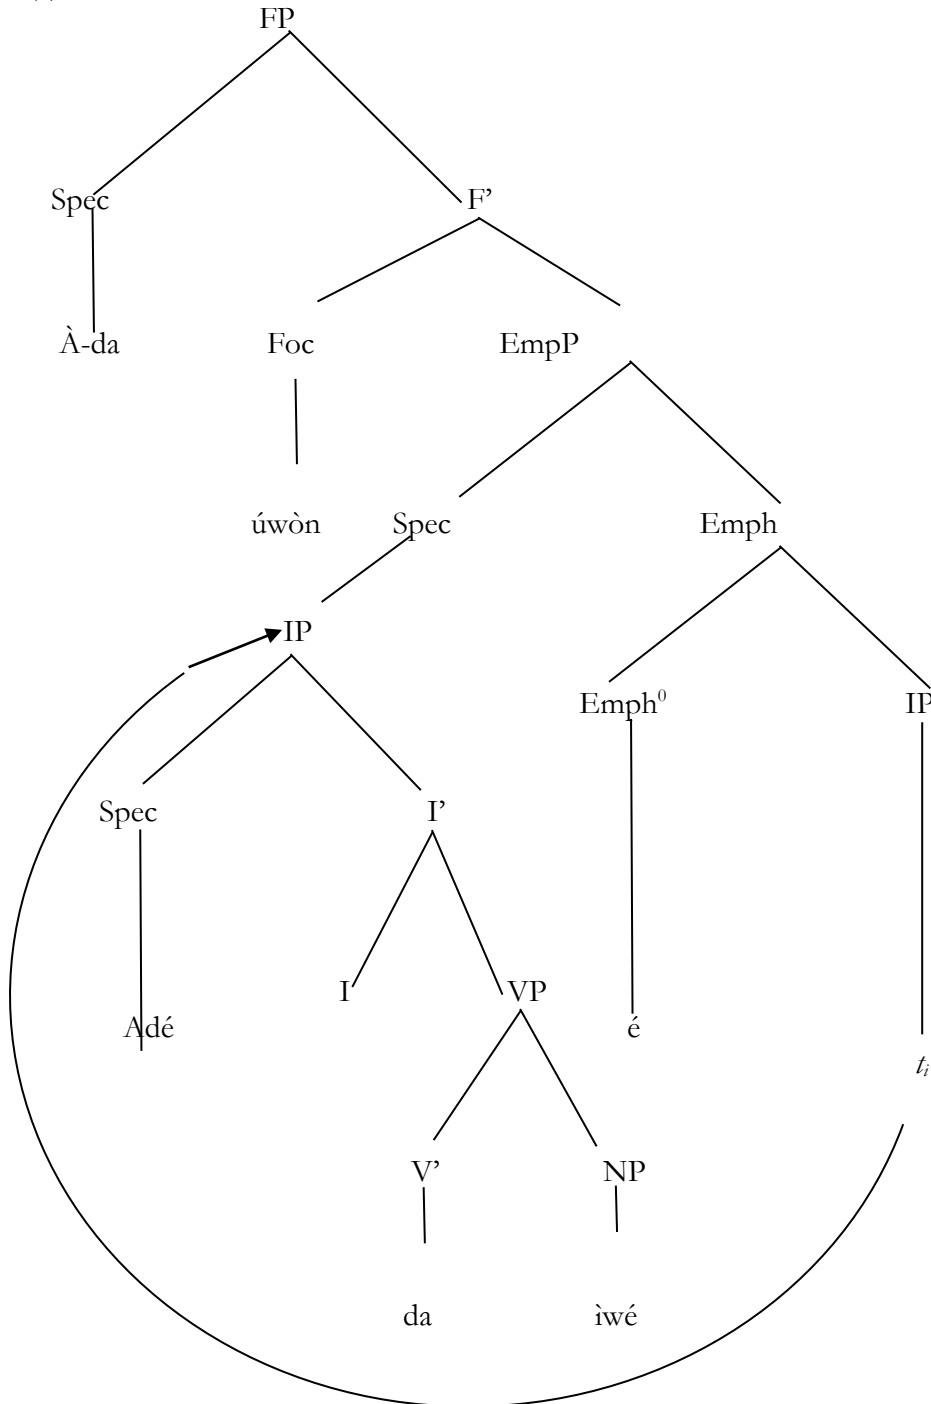 FP
Spec F’
À-da Foc EmpP
úwòn Spec Emph
IP
Emph⁰ IP
Spec I’
I VP
Adé é
tᵢ
V’ NP
da ìwé